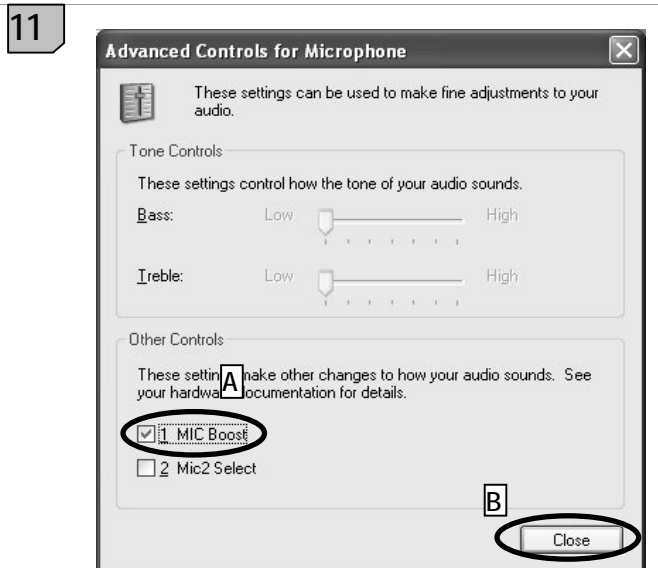 11
Advanced Controls for Microphone
These settings can be used to make fine adjustments to your
audio.
Tone Controls
These settings control how the tone of your audio sounds.
Bass: Low High
Treble: Low High
Other Controls
These settin A make other changes to how your audio sounds. See
your hardwa documentation for details.
1 MIC Boost
2 Mic2 Select
B
Close